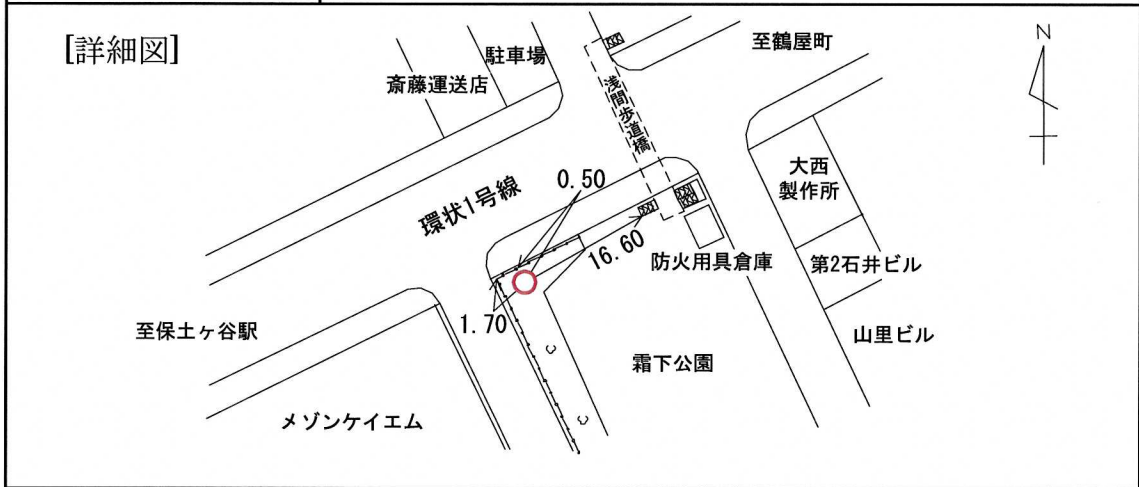 [詳細図]
駐車場
斎藤運送店
浅間歩道橋
至鶴屋町
N
環状1号線
0.50
大西
製作所
16.60
防火用具倉庫
第2石井ビル
1.70
至保土ヶ谷駅
霜下公園
山里ビル
メゾンケイエム